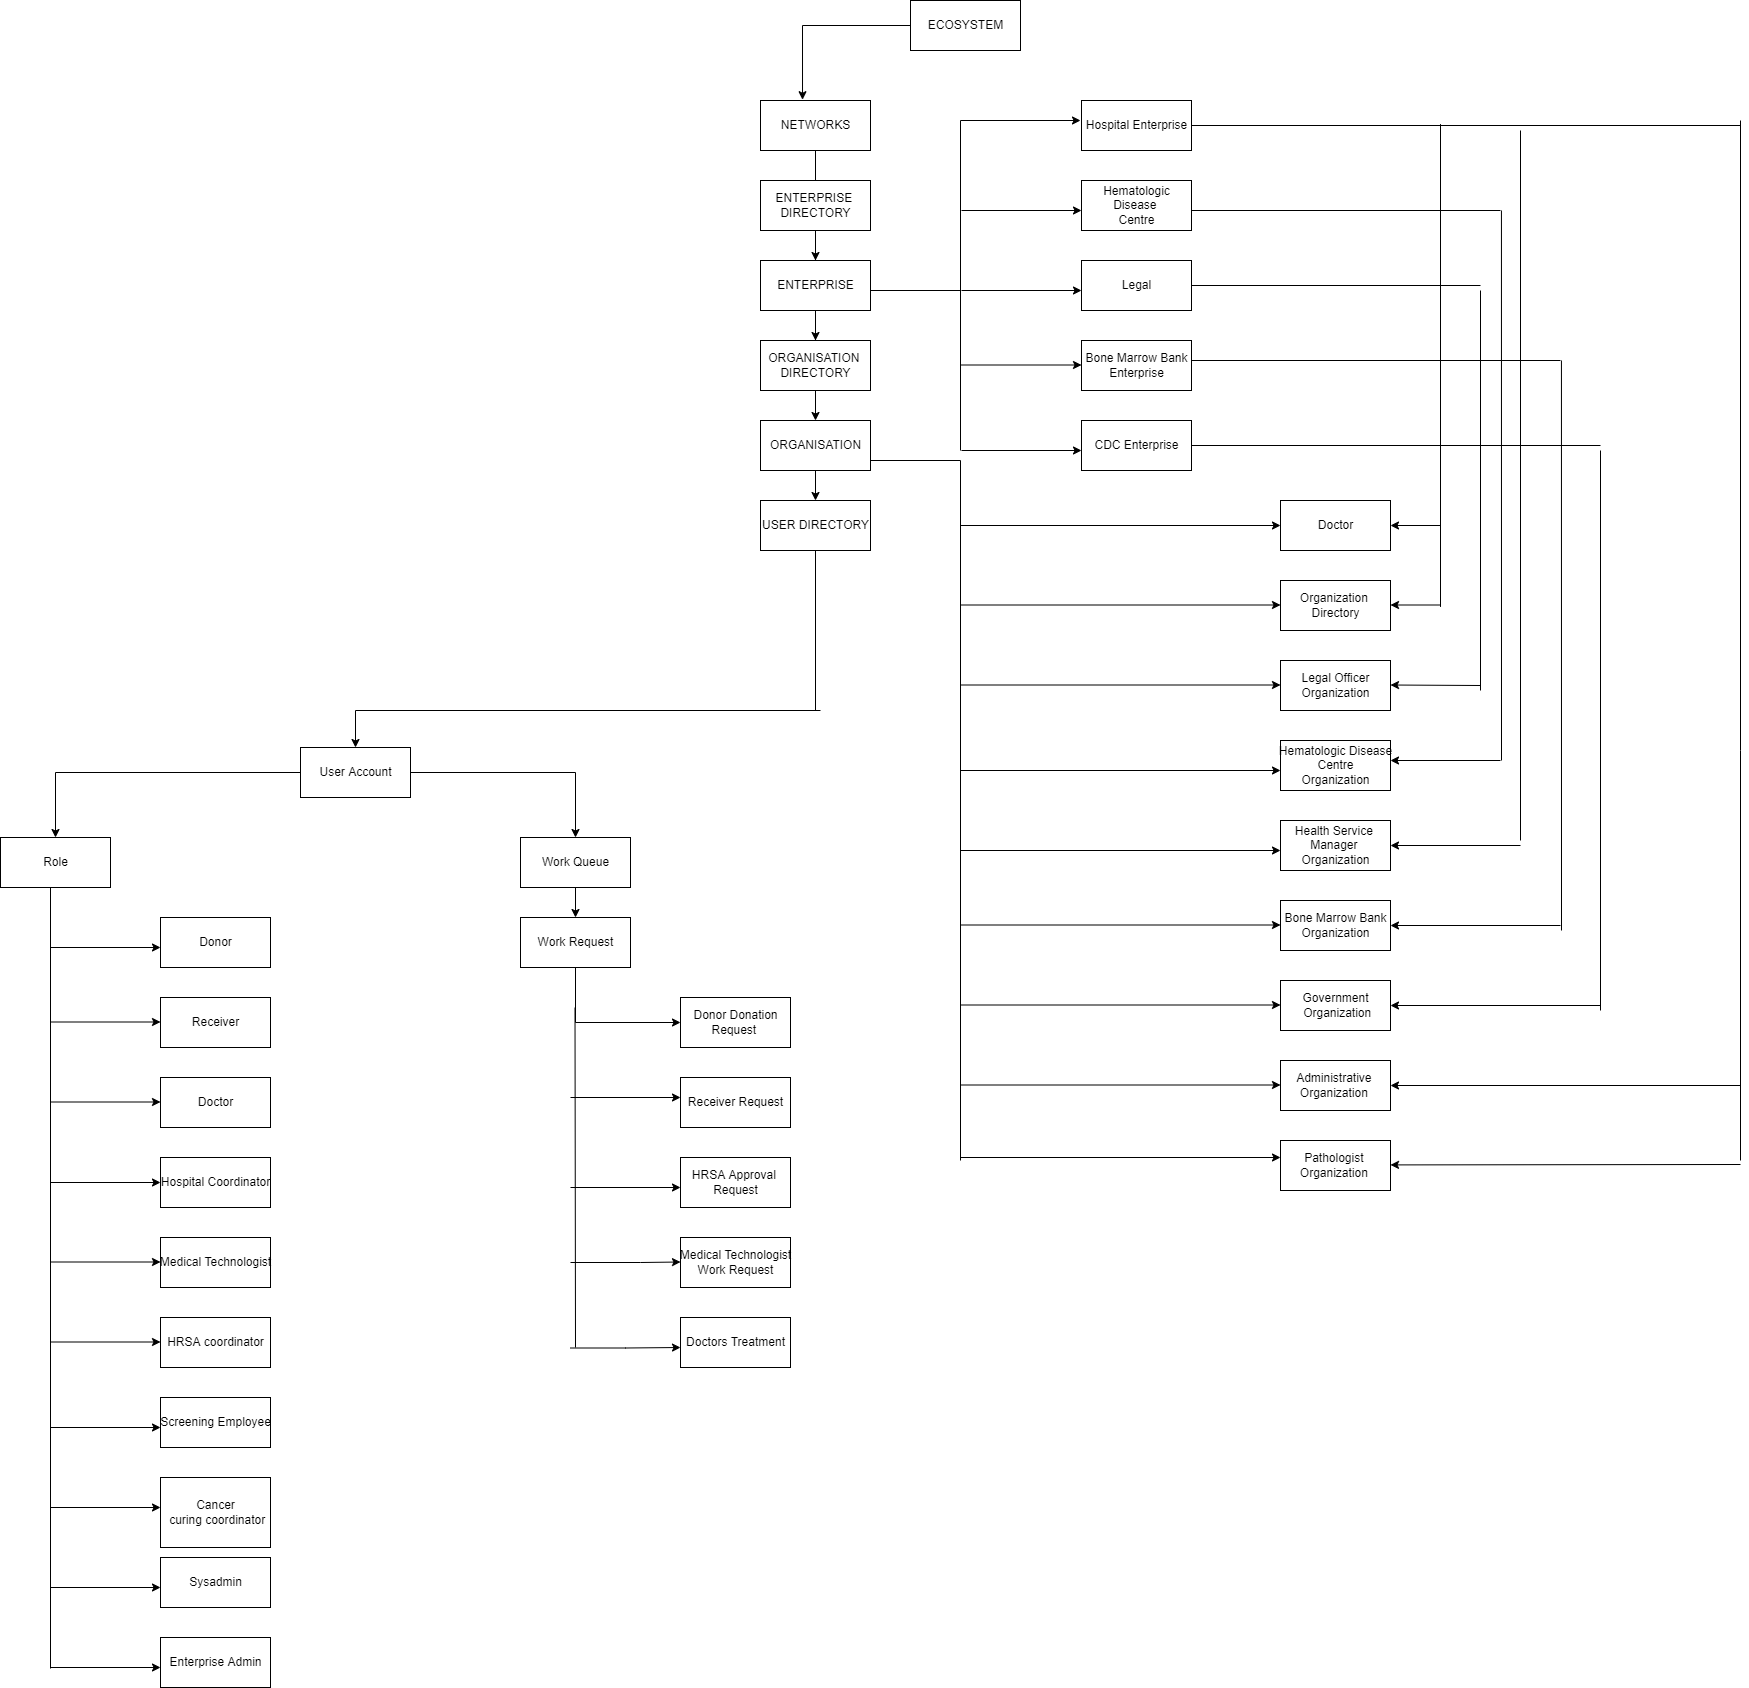 ECOSYSTEM
NETWORKS
Hospital Enterprise
ENTERPRISE
DIRECTORY
Hematologic
Disease
Centre
ENTERPRISE
Legal
ORGANISATION
DIRECTORY
Bone Marrow Bank
Enterprise
ORGANISATION
CDC Enterprise
USER DIRECTORY
Doctor
Organization
Directory
Legal Officer
Organization
Hematologic Disease
Centre
Organization
Health Service
Manager
Organization
Bone Marrow Bank
Organization
Government
Organization
Administrative
Organization
Pathologist
Organization
User Account
Role
Work Queue
Donor
Receiver
Doctor
Hospital Coordinator
Medical Technologist
HRSA coordinator
Screening Employee
Cancer
curing coordinator
Sysadmin
Enterprise Admin
Work Request
Donor Donation
Request
Receiver Request
HRSA Approval
Request
Medical Technologist
Work Request
Doctors Treatment